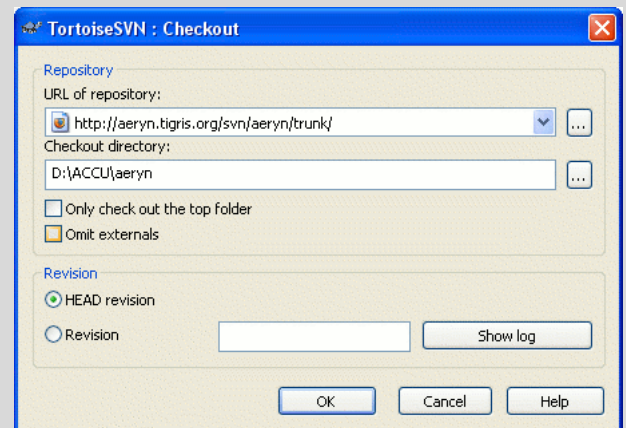 TortoiseSVN : Checkout
Repository
URL of repository:
http://aeryn.tigris.org/svn/aeryn/trunk/
...
Checkout directory:
D:\ACCU\aeryn
...
Only check out the top folder
Omit externals
Revision
HEAD revision
Revision
Show log
OK Cancel Help